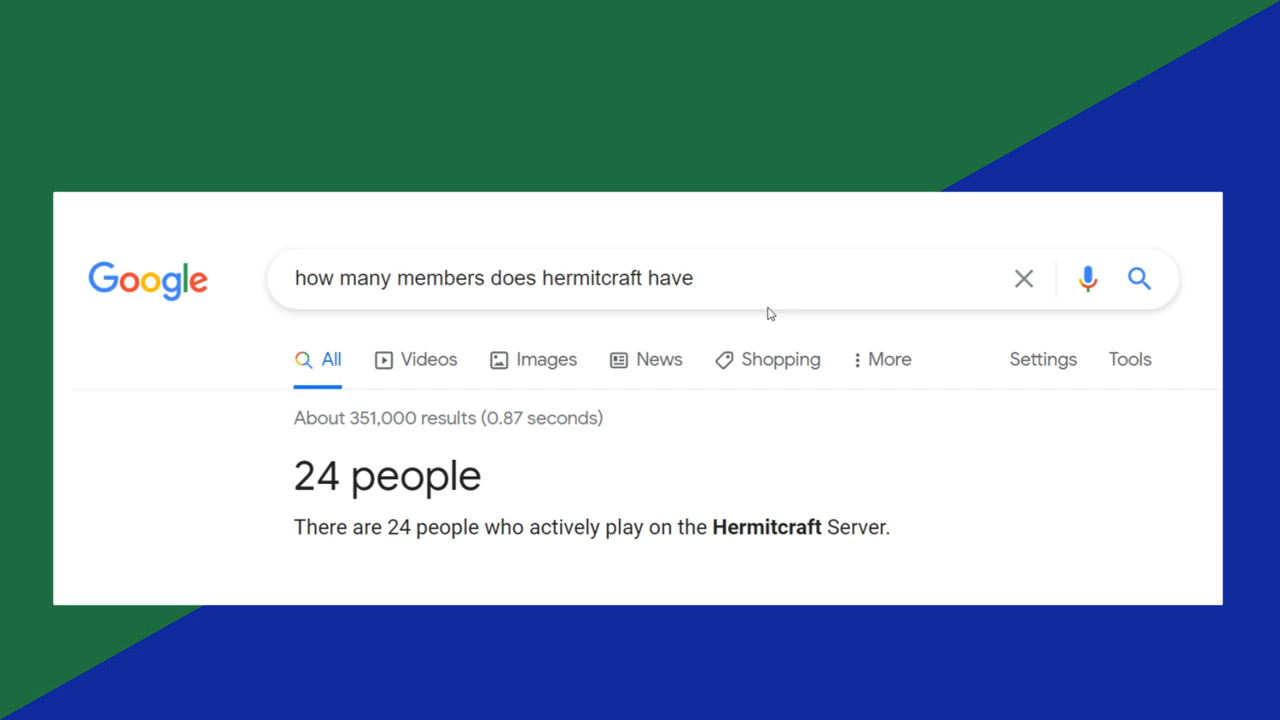 Google
how many members does hermitcraft have
All Videos Images News Shopping More Settings Tools
About 351,000 results (0.87 seconds)
24 people
There are 24 people who actively play on the Hermitcraft Server.